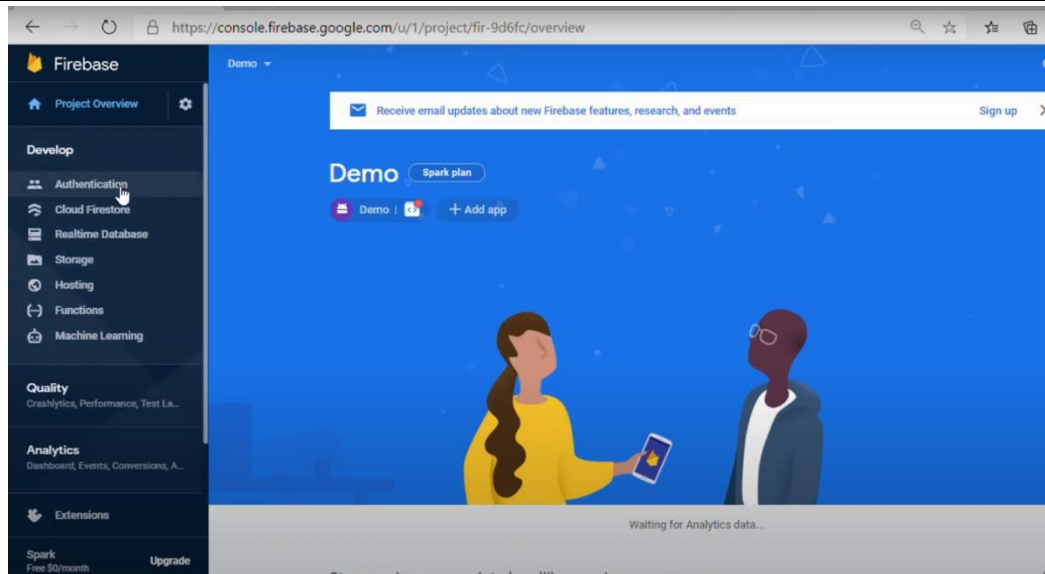 https://console.firebase.google.com/u/1/project/fir-9d6fc/overview
Firebase
Demo
Project Overview
Receive email updates about new Firebase features, research, and events
Sign up
Develop
Authentication
Cloud Firestore
Realtime Database
Storage
Hosting
Functions
Machine Learning
Quality
Crashlytics, Performance, Test La...
Analytics
Dashboard, Events, Conversions, A...
Extensions
Spark
Free $0/month
Upgrade
Demo
Spark plan
Demo
+ Add app
Waiting for Analytics data...